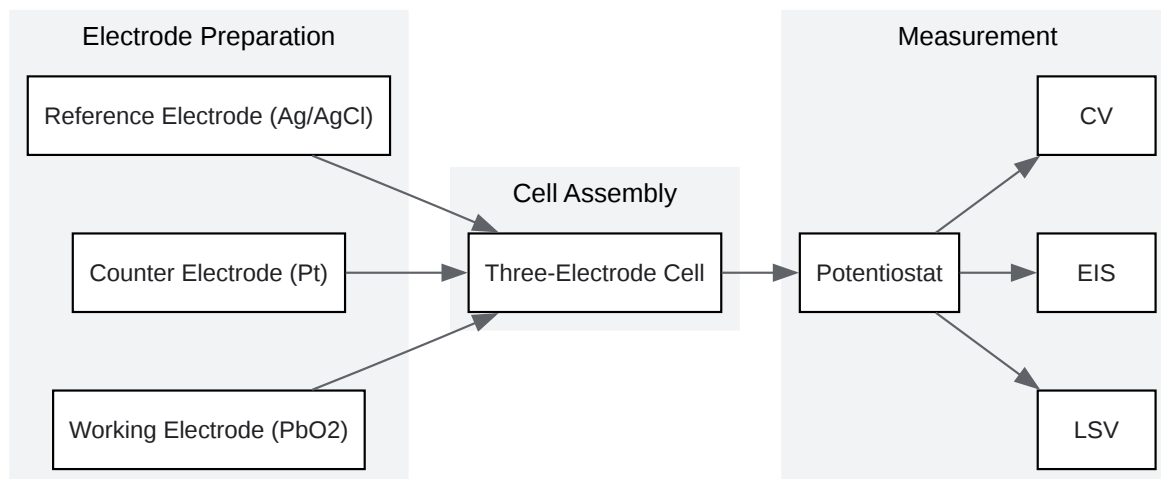 Electrode Preparation
Reference Electrode (Ag/AgCl)
Counter Electrode (Pt)
Working Electrode (PbO2)
Cell Assembly
Three-Electrode Cell
Measurement
Potentiostat
CV
EIS
LSV